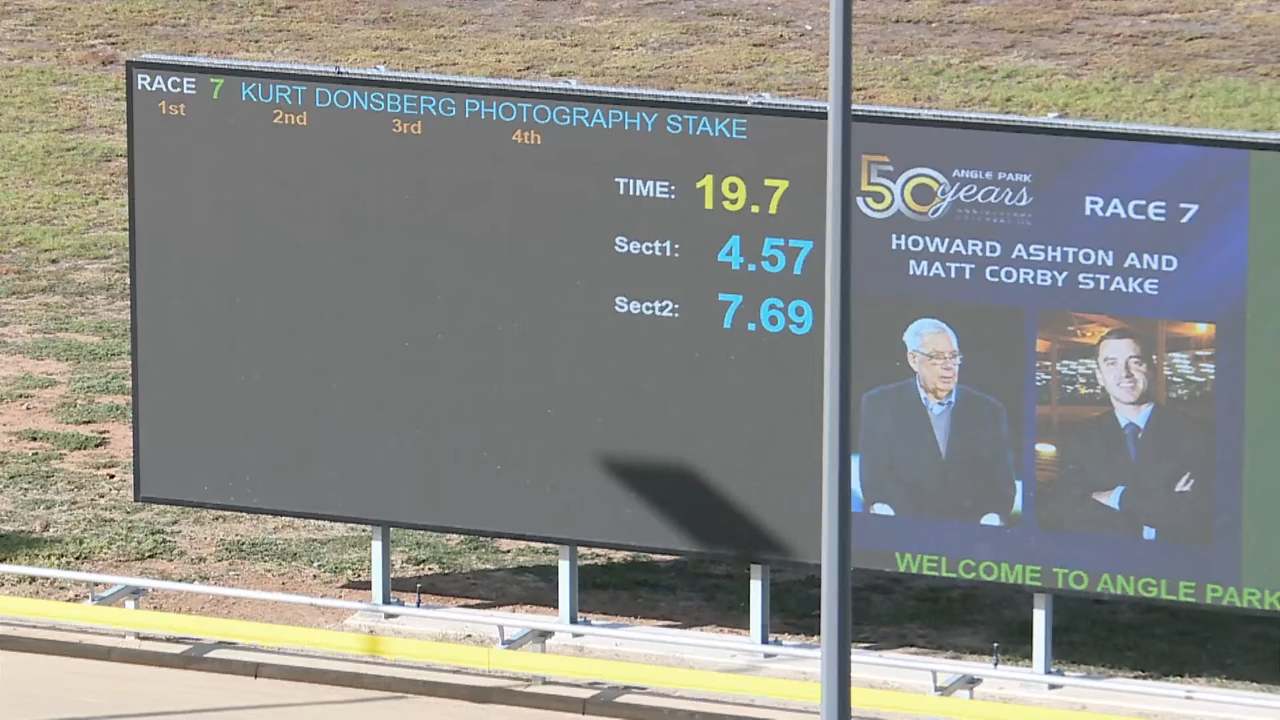 RACE 7 KURT DONSBERG PHOTOGRAPHY STAKE
1st 2nd 3rd 4th
TIME: 19.7
Sect1: 4.57
Sect2: 7.69
50 years
ANGLE PARK
RACE 7
HOWARD ASHTON AND
MATT CORBY STAKE
WELCOME TO ANGLE PARK